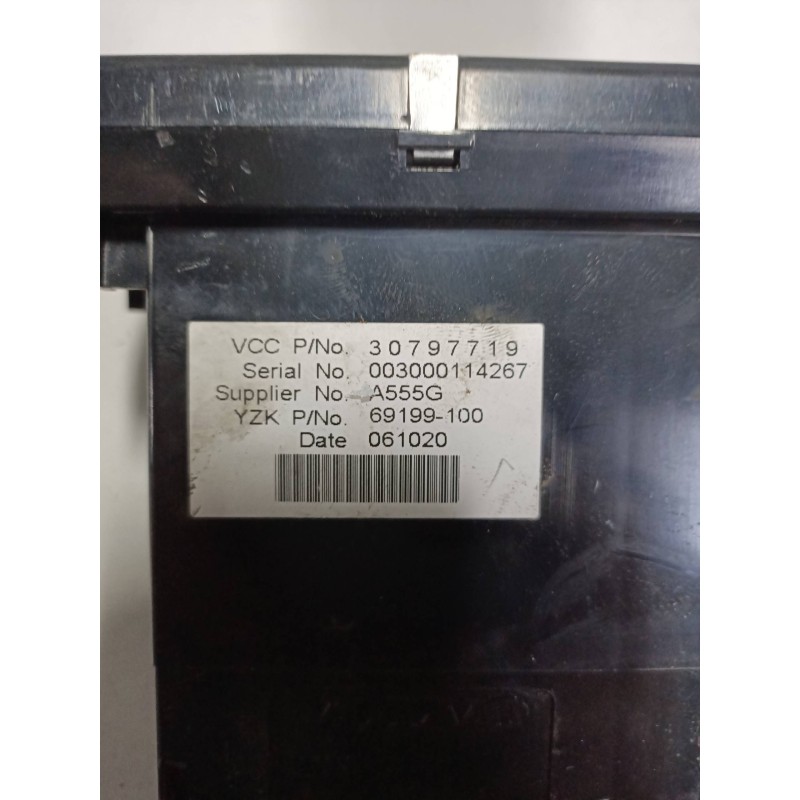 VCC P/No. 30797719
Serial No. 003000114267
Supplier No. A555G
YZK P/No. 69199-100
Date 061020